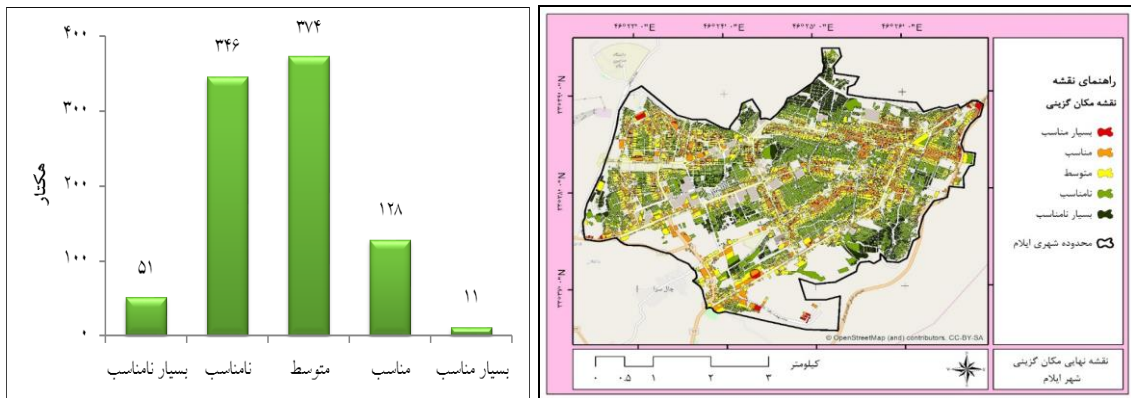 ۴۰۰
۳۰۰
۲۰۰
۱۰۰
۰
هکتار
۵۱
۳۴۶
۳۷۴
۱۲۸
۱۱
بسیار نامناسب
نامناسب
متوسط
مناسب
بسیار مناسب
راهنمای نقشه
نقشه مکان گزینی
بسیار مناسب
مناسب
متوسط
نامناسب
بسیار نامناسب
محدوده شهری ایلام
© OpenStreetMap (and) contributors, CC-BY-SA
کیلومتر
۰ ۰.۵ ۱ ۲ ۳
نقشه نهایی مکان گزینی
شهر ایلام